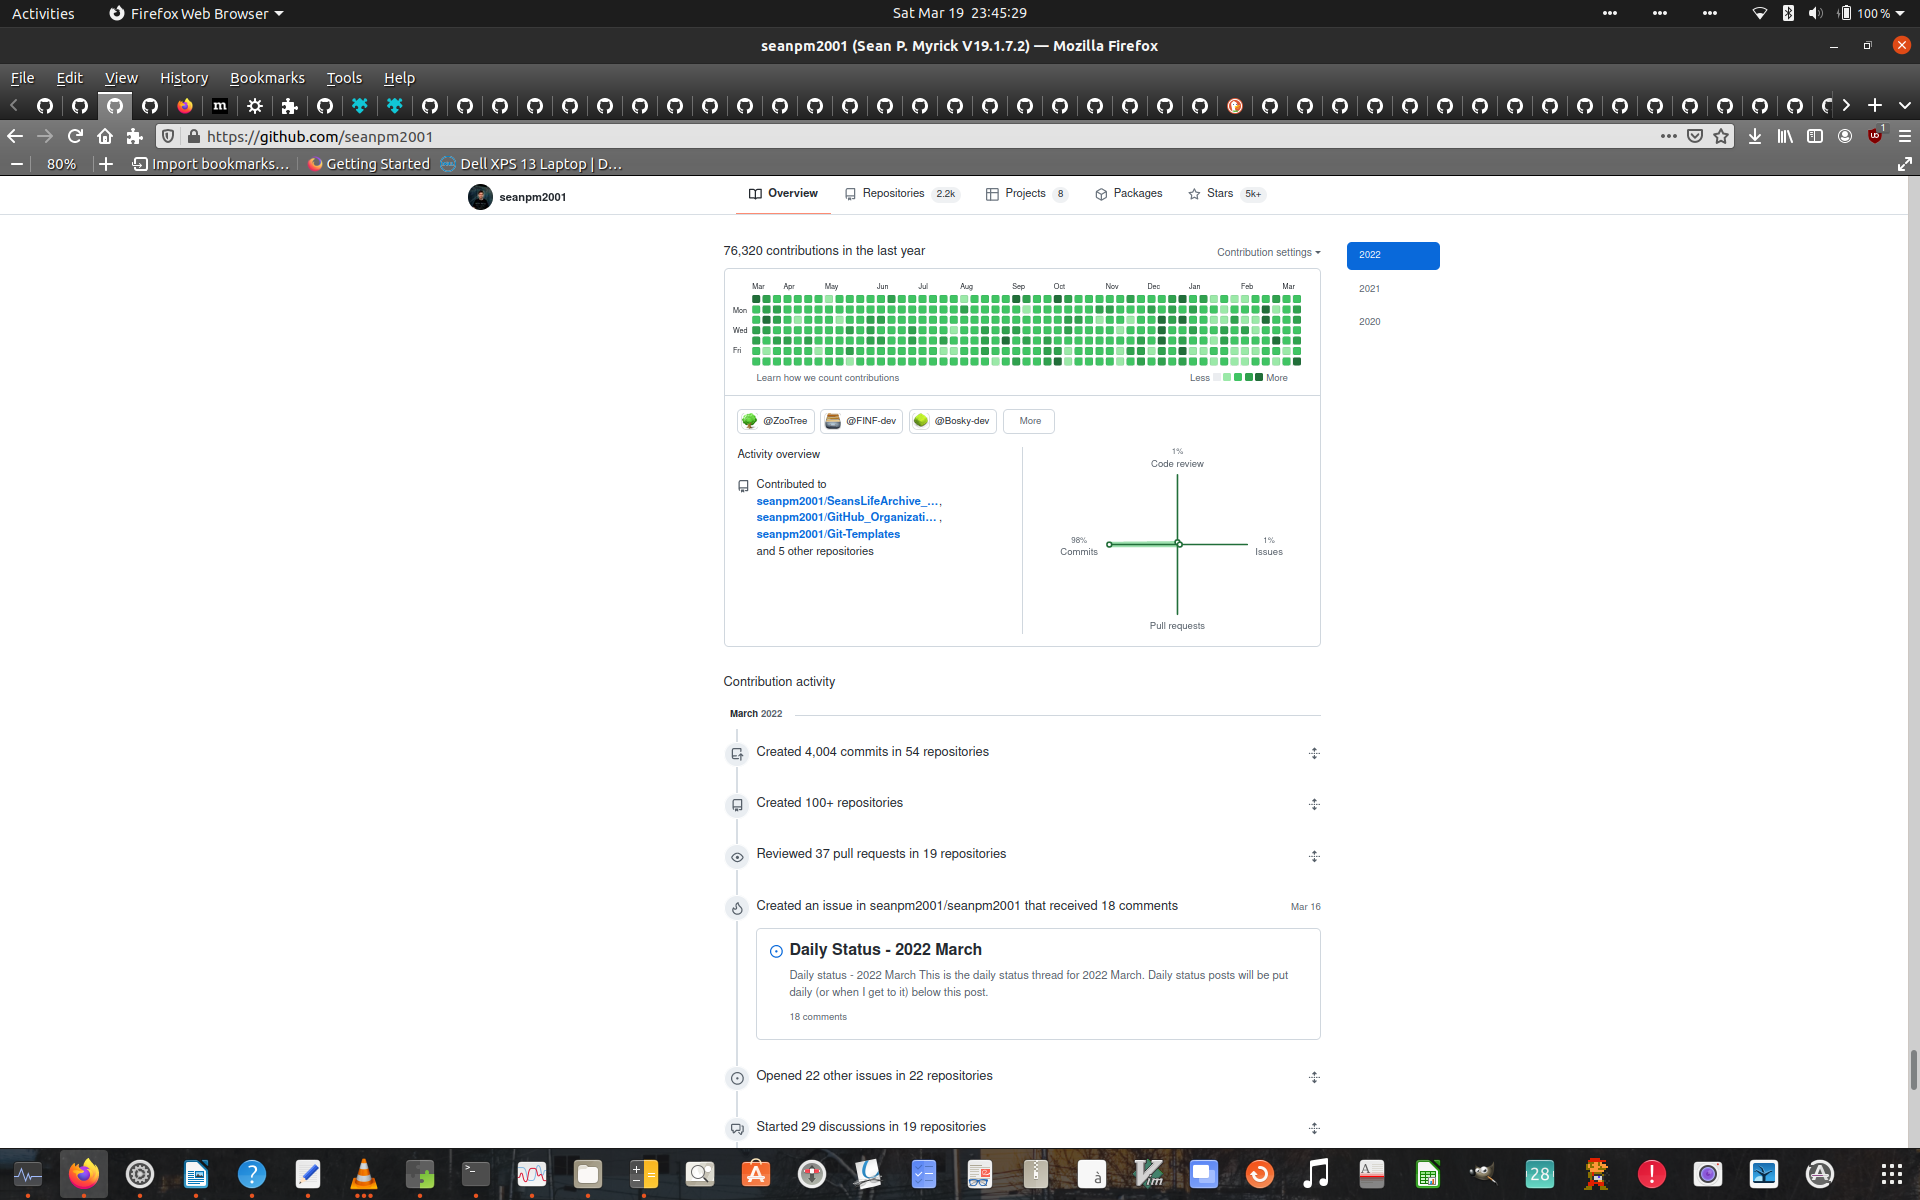 Activities
Firefox Web Browser
Sat Mar 19 23:45:29
100 %
seanpm2001 (Sean P. Myrick V19.1.7.2) — Mozilla Firefox
File Edit View History Bookmarks Tools Help
https://github.com/seanpm2001
80%
Import bookmarks…
Getting Started
Dell XPS 13 Laptop | D…
seanpm2001
Overview
Repositories 2.2k
Projects 8
Packages
Stars 5k+
76,320 contributions in the last year
Contribution settings
2022
2021
2020
Mar Apr May Jun Jul Aug Sep Oct Nov Dec Jan Feb Mar
Mon
Wed
Fri
Learn how we count contributions
Less More
@ZooTree
@FINF-dev
@Bosky-dev
More
Activity overview
Contributed to
seanpm2001/SeansLifeArchive_… ,
seanpm2001/GitHub_Organizati… ,
seanpm2001/Git-Templates
and 5 other repositories
1%
Code review
98%
Commits
1%
Issues
Pull requests
Contribution activity
March 2022
Created 4,004 commits in 54 repositories
Created 100+ repositories
Reviewed 37 pull requests in 19 repositories
Created an issue in seanpm2001/seanpm2001 that received 18 comments
Mar 16
Daily Status - 2022 March
Daily status - 2022 March This is the daily status thread for 2022 March. Daily status posts will be put
daily (or when I get to it) below this post.
18 comments
Opened 22 other issues in 22 repositories
Started 29 discussions in 19 repositories
28